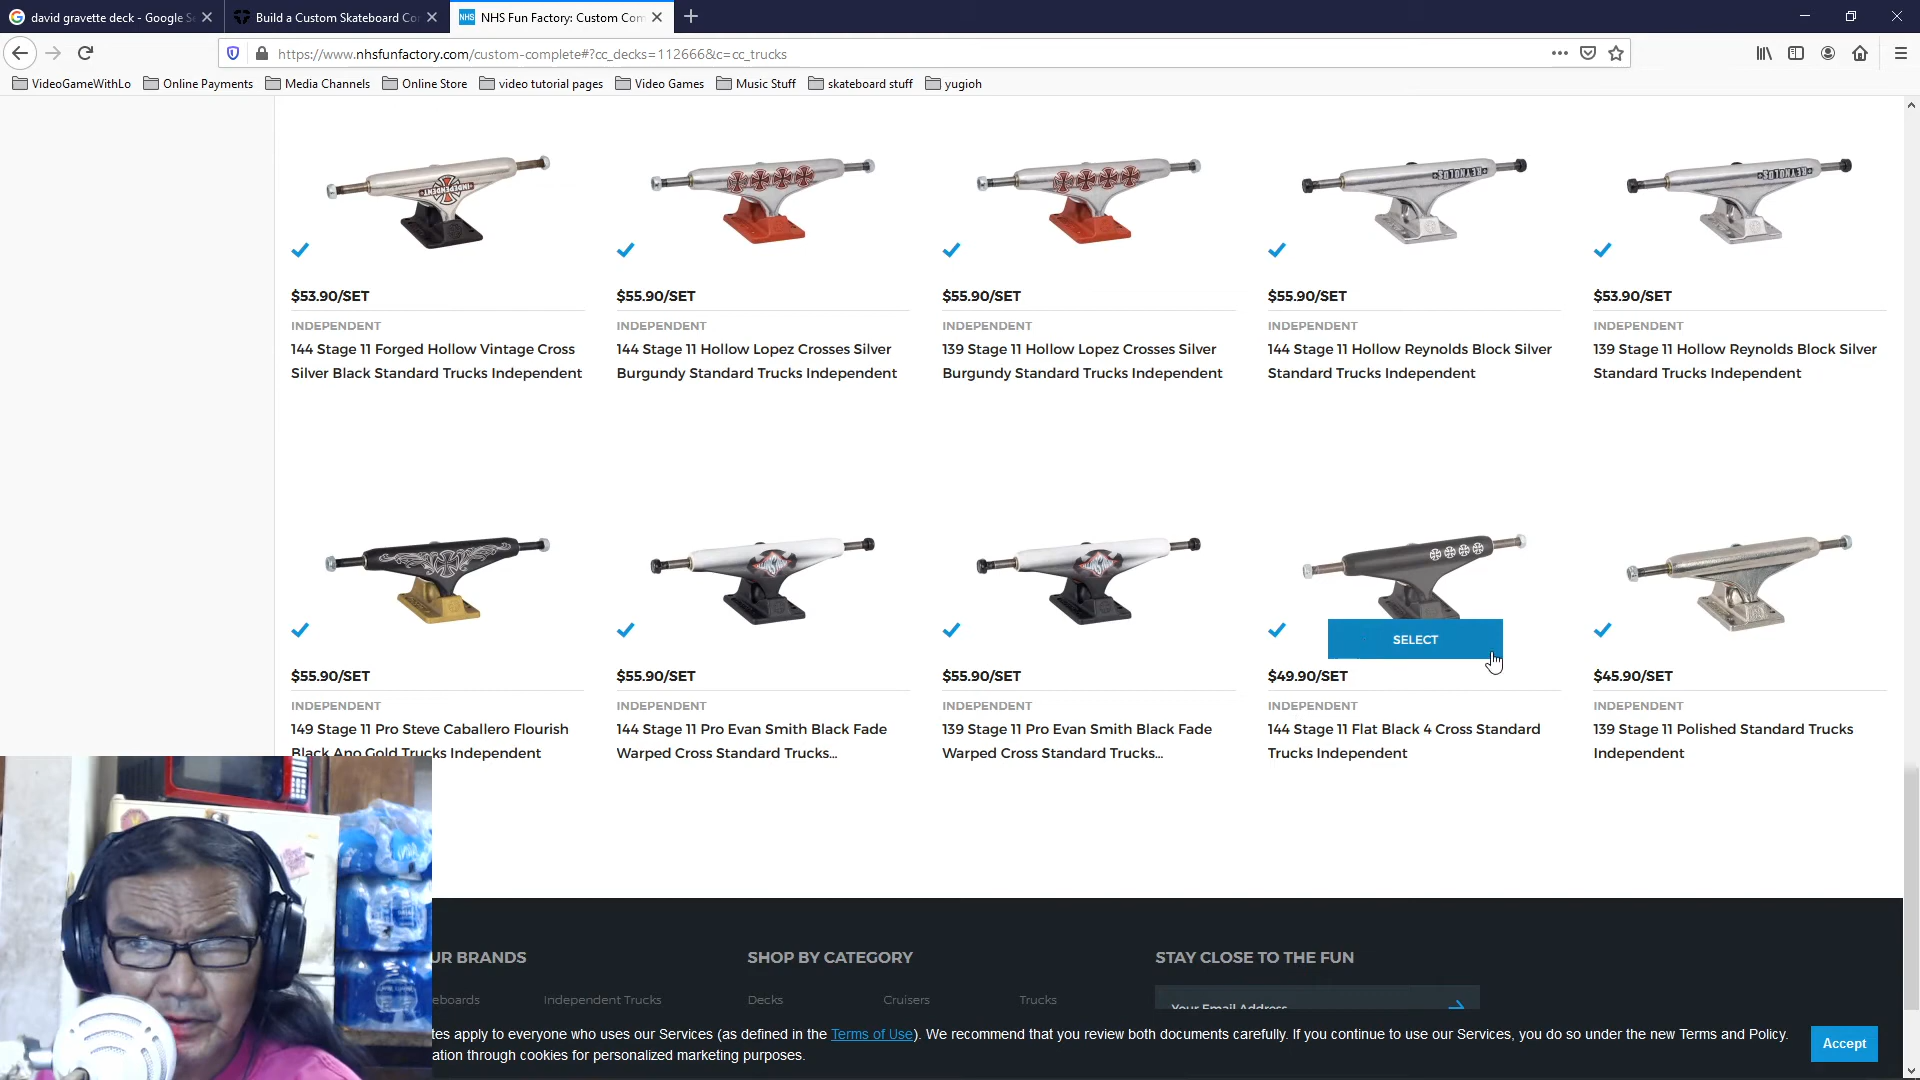 david gravette deck - Google S
Build a Custom Skateboard Co
NHS Fun Factory: Custom Com
https://www.nhsfunfactory.com/custom-complete#?cc_decks=112666&c=cc_trucks
VideoGameWithLo
Online Payments
Media Channels
Online Store
video tutorial pages
Video Games
Music Stuff
skateboard stuff
yugioh
$53.90/SET
INDEPENDENT
144 Stage 11 Forged Hollow Vintage Cross
Silver Black Standard Trucks Independent
$55.90/SET
INDEPENDENT
144 Stage 11 Hollow Lopez Crosses Silver
Burgundy Standard Trucks Independent
$55.90/SET
INDEPENDENT
139 Stage 11 Hollow Lopez Crosses Silver
Burgundy Standard Trucks Independent
$55.90/SET
INDEPENDENT
144 Stage 11 Hollow Reynolds Block Silver
Standard Trucks Independent
$53.90/SET
INDEPENDENT
139 Stage 11 Hollow Reynolds Block Silver
Standard Trucks Independent
$55.90/SET
INDEPENDENT
149 Stage 11 Pro Steve Caballero Flourish
Black Ano Gold Trucks Independent
$55.90/SET
INDEPENDENT
144 Stage 11 Pro Evan Smith Black Fade
Warped Cross Standard Trucks...
$55.90/SET
INDEPENDENT
139 Stage 11 Pro Evan Smith Black Fade
Warped Cross Standard Trucks...
SELECT
$49.90/SET
INDEPENDENT
144 Stage 11 Flat Black 4 Cross Standard
Trucks Independent
$45.90/SET
INDEPENDENT
139 Stage 11 Polished Standard Trucks
Independent
UR BRANDS
eboards
Independent Trucks
SHOP BY CATEGORY
Decks
Cruisers
Trucks
STAY CLOSE TO THE FUN
Your Email Address
tes apply to everyone who uses our Services (as defined in the Terms of Use). We recommend that you review both documents carefully. If you continue to use our Services, you do so under the new Terms and Policy.
ation through cookies for personalized marketing purposes.
Accept